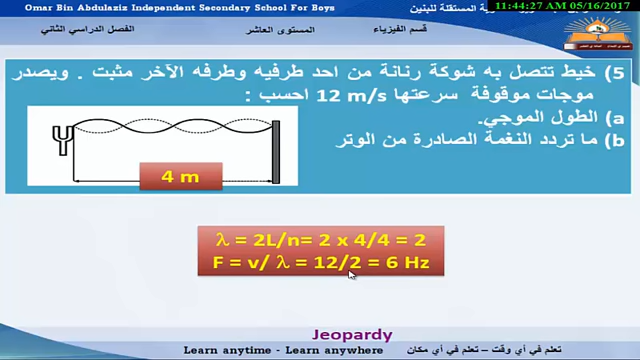 Omar Bin Abdulaziz Independent Secondary School For Boys
11:44:27 AM 05/16/2017
المستقلة للبنين
قسم الفيزياء
المستوى العاشر
الفصل الدراسي الثاني
5) خيط تتصل به شوكة رنانة من احد طرفيه وطرفه الآخر مثبت . ويصدر
موجات موقوفة سرعتها 12 m/s احسب :
a) الطول الموجي.
b) ما تردد النغمة الصادرة من الوتر
4 m
λ = 2L/n= 2 x 4/4 = 2
F = v/ λ = 12/2 = 6 Hz
Jeopardy
Learn anytime - Learn anywhere
تعلم في أي وقت – تعلم في أي مكان